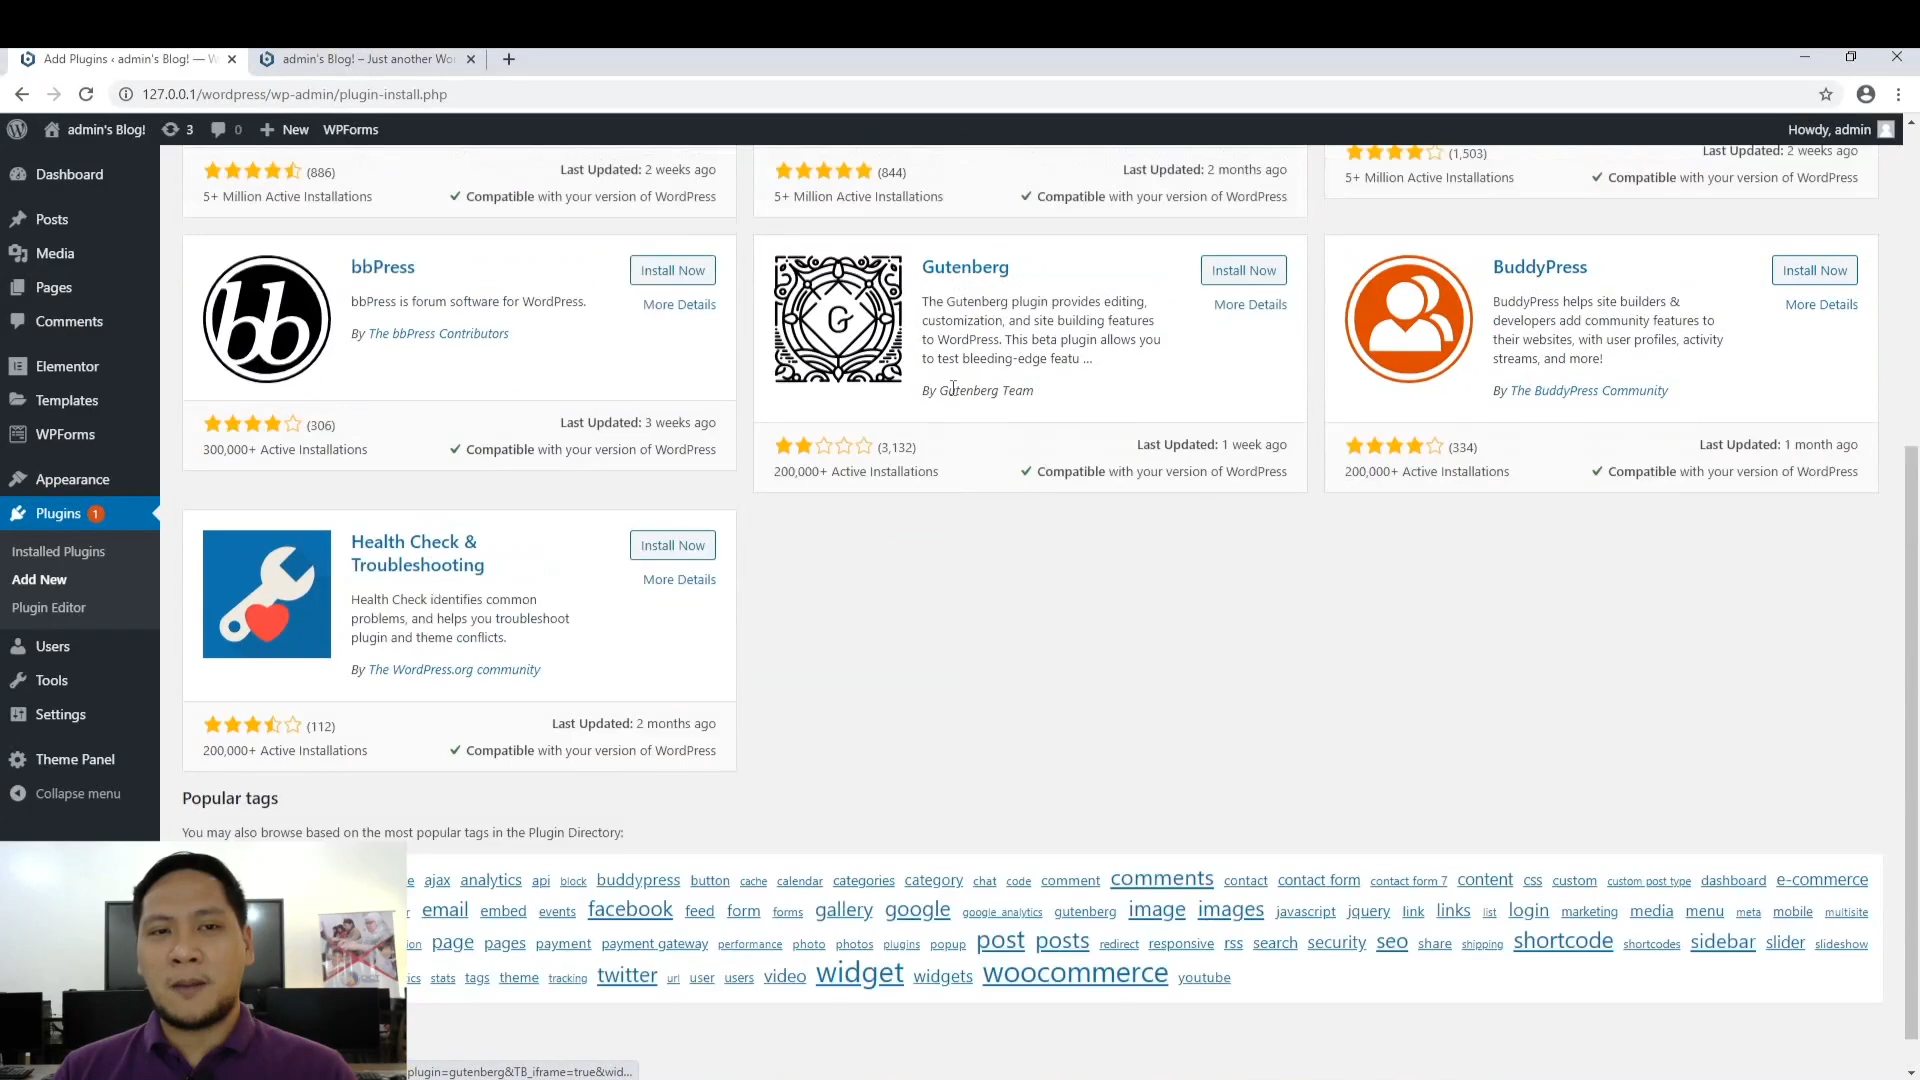 Add Plugins ‹ admin's Blog! — W
admin's Blog! – Just another Wo
127.0.0.1/wordpress/wp-admin/plugin-install.php
admin's Blog! 3 0 New WPForms Howdy, admin
Dashboard
Posts
Media
Pages
Comments
Elementor
Templates
WPForms
Appearance
Plugins 1
Installed Plugins
Add New
Plugin Editor
Users
Tools
Settings
Theme Panel
Collapse menu
(886) Last Updated: 2 weeks ago
5+ Million Active Installations Compatible with your version of WordPress
(844) Last Updated: 2 months ago
5+ Million Active Installations Compatible with your version of WordPress
(1,503) Last Updated: 2 weeks ago
5+ Million Active Installations Compatible with your version of WordPress
bb
bbPress
Install Now
More Details
bbPress is forum software for WordPress.
By The bbPress Contributors
(306) Last Updated: 3 weeks ago
300,000+ Active Installations Compatible with your version of WordPress
G
Gutenberg
Install Now
More Details
The Gutenberg plugin provides editing,
customization, and site building features
to WordPress. This beta plugin allows you
to test bleeding-edge featu ...
By Gutenberg Team
(3,132) Last Updated: 1 week ago
200,000+ Active Installations Compatible with your version of WordPress
BuddyPress
Install Now
More Details
BuddyPress helps site builders &
developers add community features to
their websites, with user profiles, activity
streams, and more!
By The BuddyPress Community
(334) Last Updated: 1 month ago
200,000+ Active Installations Compatible with your version of WordPress
Health Check &
Troubleshooting
Install Now
More Details
Health Check identifies common
problems, and helps you troubleshoot
plugin and theme conflicts.
By The WordPress.org community
(112) Last Updated: 2 months ago
200,000+ Active Installations Compatible with your version of WordPress
Popular tags
You may also browse based on the most popular tags in the Plugin Directory:
e ajax analytics api block buddypress button cache calendar categories category chat code comment comments contact contact form contact form 7 content css custom custom post type dashboard e-commerce
r email embed events facebook feed form forms gallery google google analytics gutenberg image images javascript jquery link links list login marketing media menu meta mobile multisite
ion page pages payment payment gateway performance photo photos plugins popup post posts redirect responsive rss search security seo share shipping shortcode shortcodes sidebar slider slideshow
ics stats tags theme tracking twitter url user users video widget widgets woocommerce youtube
plugin=gutenberg&TB_iframe=true&wid...